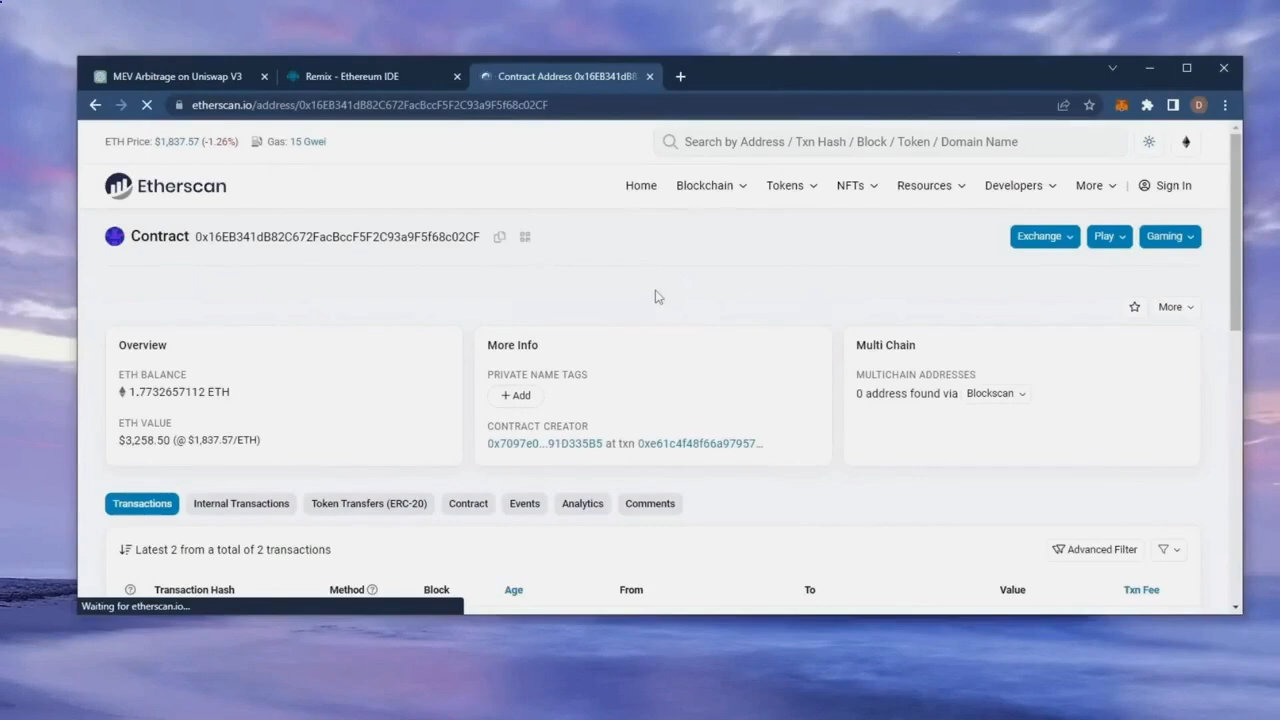 MEV Arbitrage on Uniswap V3
Remix - Ethereum IDE
Contract Address 0x16EB341dB8
etherscan.io/address/0x16EB341dB82C672FacBccF5F2C93a9F5f68c02CF
D
ETH Price: $1,837.57 (-1.26%) Gas: 15 Gwei
Search by Address / Txn Hash / Block / Token / Domain Name
Etherscan
Home Blockchain Tokens NFTs Resources Developers More | Sign In
Contract 0x16EB341dB82C672FacBccF5F2C93a9F5f68c02CF
Exchange Play Gaming
More
Overview
ETH BALANCE
1.7732657112 ETH
ETH VALUE
$3,258.50 (@ $1,837.57/ETH)
More Info
PRIVATE NAME TAGS
+ Add
CONTRACT CREATOR
0x7097e0...91D335B5 at txn 0xe61c4f48f66a97957...
Multi Chain
MULTICHAIN ADDRESSES
0 address found via Blockscan
Transactions Internal Transactions Token Transfers (ERC-20) Contract Events Analytics Comments
Latest 2 from a total of 2 transactions
Advanced Filter
Transaction Hash Method Block Age From To Value Txn Fee
Waiting for etherscan.io...